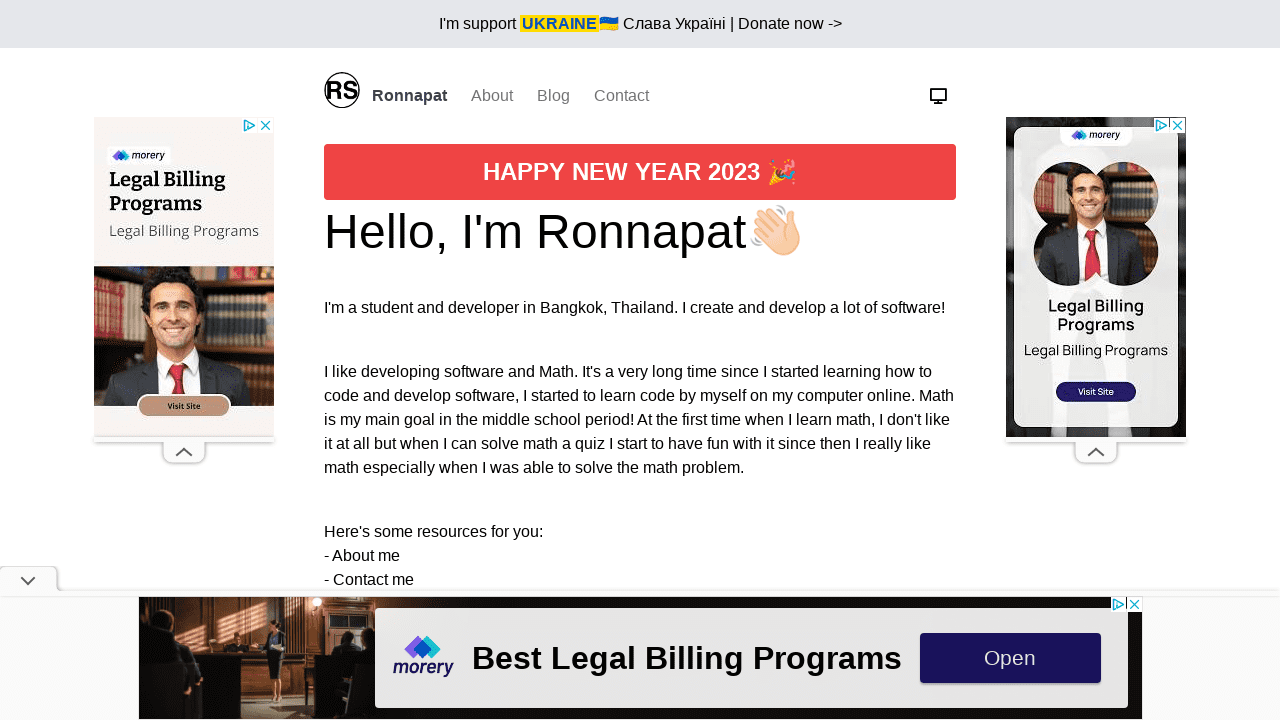 I'm support UKRAINE🇺🇦 Слава Україні | Donate now ->
RS Ronnapat About Blog Contact
HAPPY NEW YEAR 2023 🎉
Hello, I'm Ronnapat👋🏻
I'm a student and developer in Bangkok, Thailand. I create and develop a lot of software!
I like developing software and Math. It's a very long time since I started learning how to
code and develop software, I started to learn code by myself on my computer online. Math
is my main goal in the middle school period! At the first time when I learn math, I don't like
it at all but when I can solve math a quiz I start to have fun with it since then I really like
math especially when I was able to solve the math problem.
Here's some resources for you:
- About me
- Contact me
morery
Legal Billing
Programs
Legal Billing Programs
Visit Site
morery
Legal Billing
Programs
Legal Billing Programs
Visit Site
morery
Best Legal Billing Programs
Open